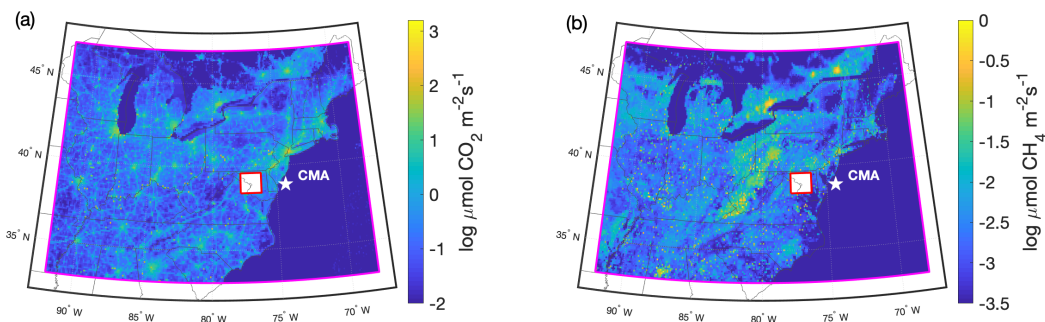 (a)
45° N
40° N
35° N
90° W
85° W
80° W
75° W
70° W
CMA
3
2
1
0
-1
-2
log μmol CO₂ m⁻²s⁻¹
(b)
45° N
40° N
35° N
90° W
85° W
80° W
75° W
70° W
CMA
0
-0.5
-1
-1.5
-2
-2.5
-3
-3.5
log μmol CH₄ m⁻²s⁻¹